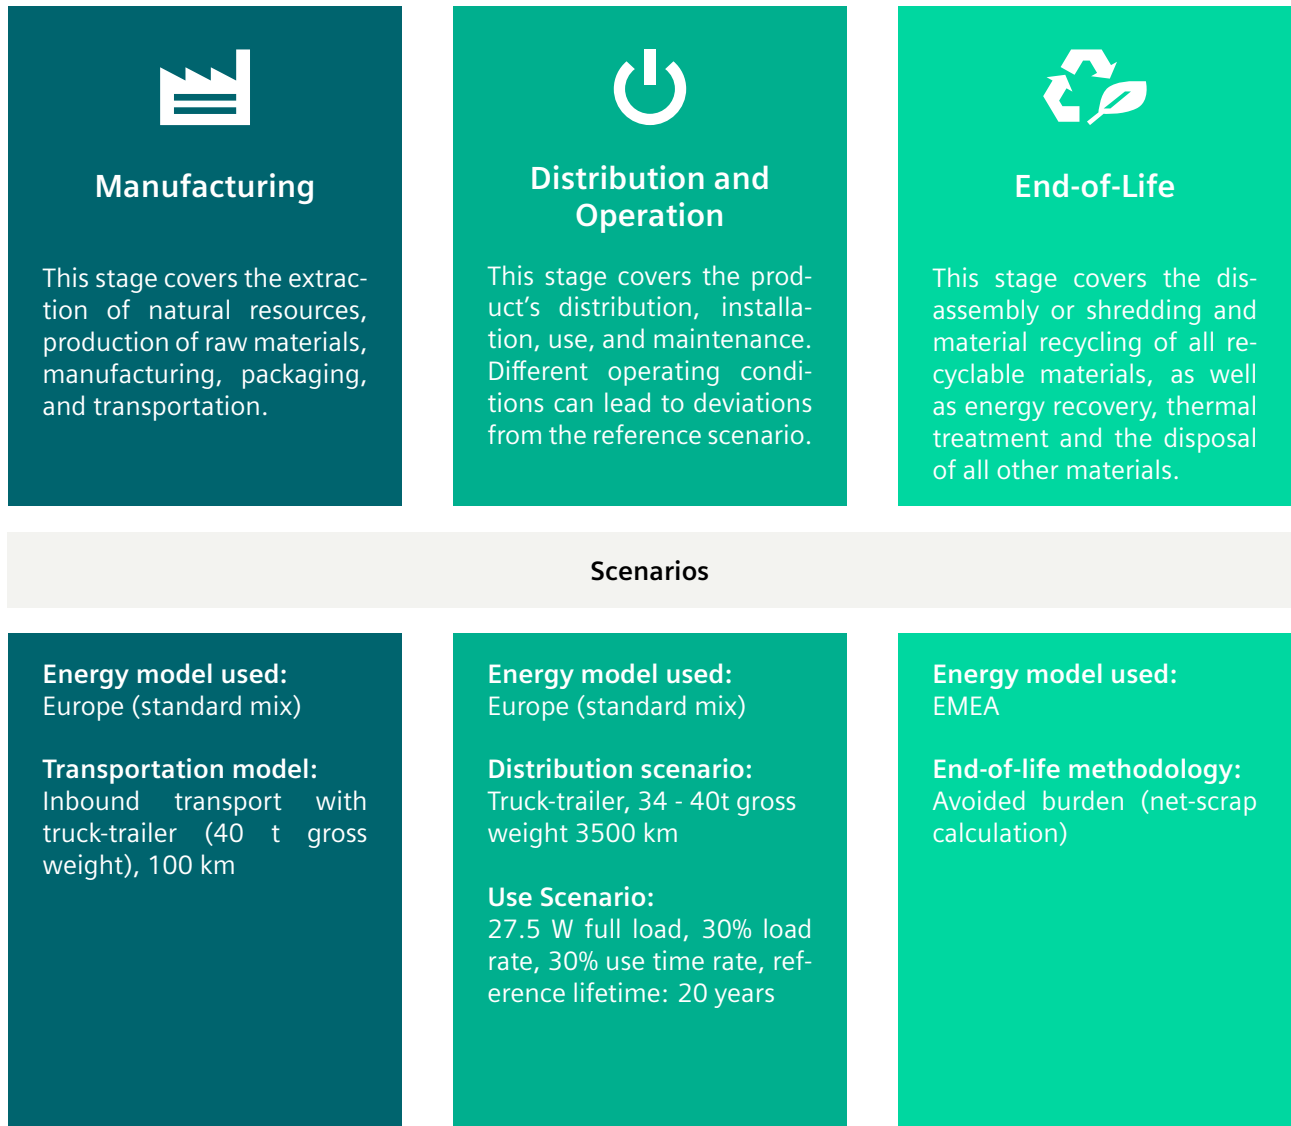 Manufacturing
This stage covers the extrac-
tion of natural resources,
production of raw materials,
manufacturing, packaging,
and transportation.
Distribution and
Operation
This stage covers the prod-
uct's distribution, installa-
tion, use, and maintenance.
Different operating condi-
tions can lead to deviations
from the reference scenario.
End-of-Life
This stage covers the dis-
assembly or shredding and
material recycling of all re-
cyclable materials, as well
as energy recovery, thermal
treatment and the disposal
of all other materials.
Scenarios
Energy model used:
Europe (standard mix)
Transportation model:
Inbound transport with
truck-trailer (40 t gross
weight), 100 km
Energy model used:
Europe (standard mix)
Distribution scenario:
Truck-trailer, 34 - 40t gross
weight 3500 km
Use Scenario:
27.5 W full load, 30% load
rate, 30% use time rate, ref-
erence lifetime: 20 years
Energy model used:
EMEA
End-of-life methodology:
Avoided burden (net-scrap
calculation)